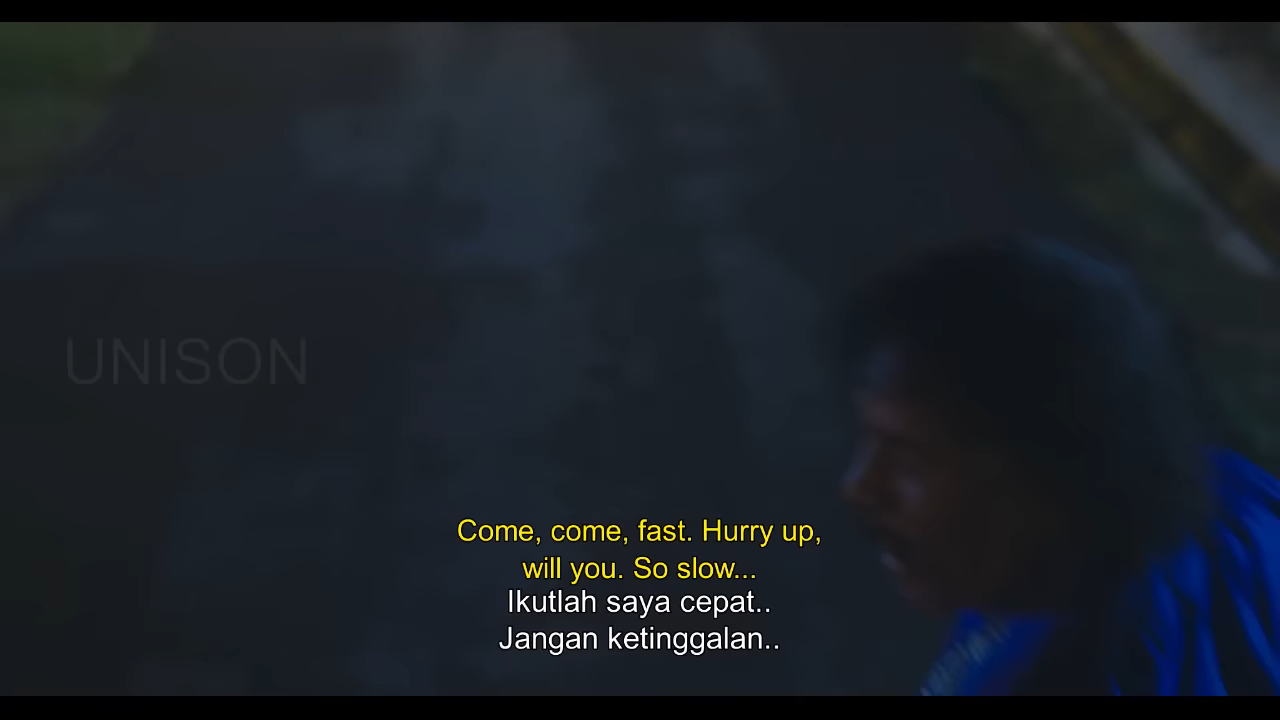 UNISON
Come, come, fast. Hurry up,
will you. So slow...
Ikutlah saya cepat..
Jangan ketinggalan..